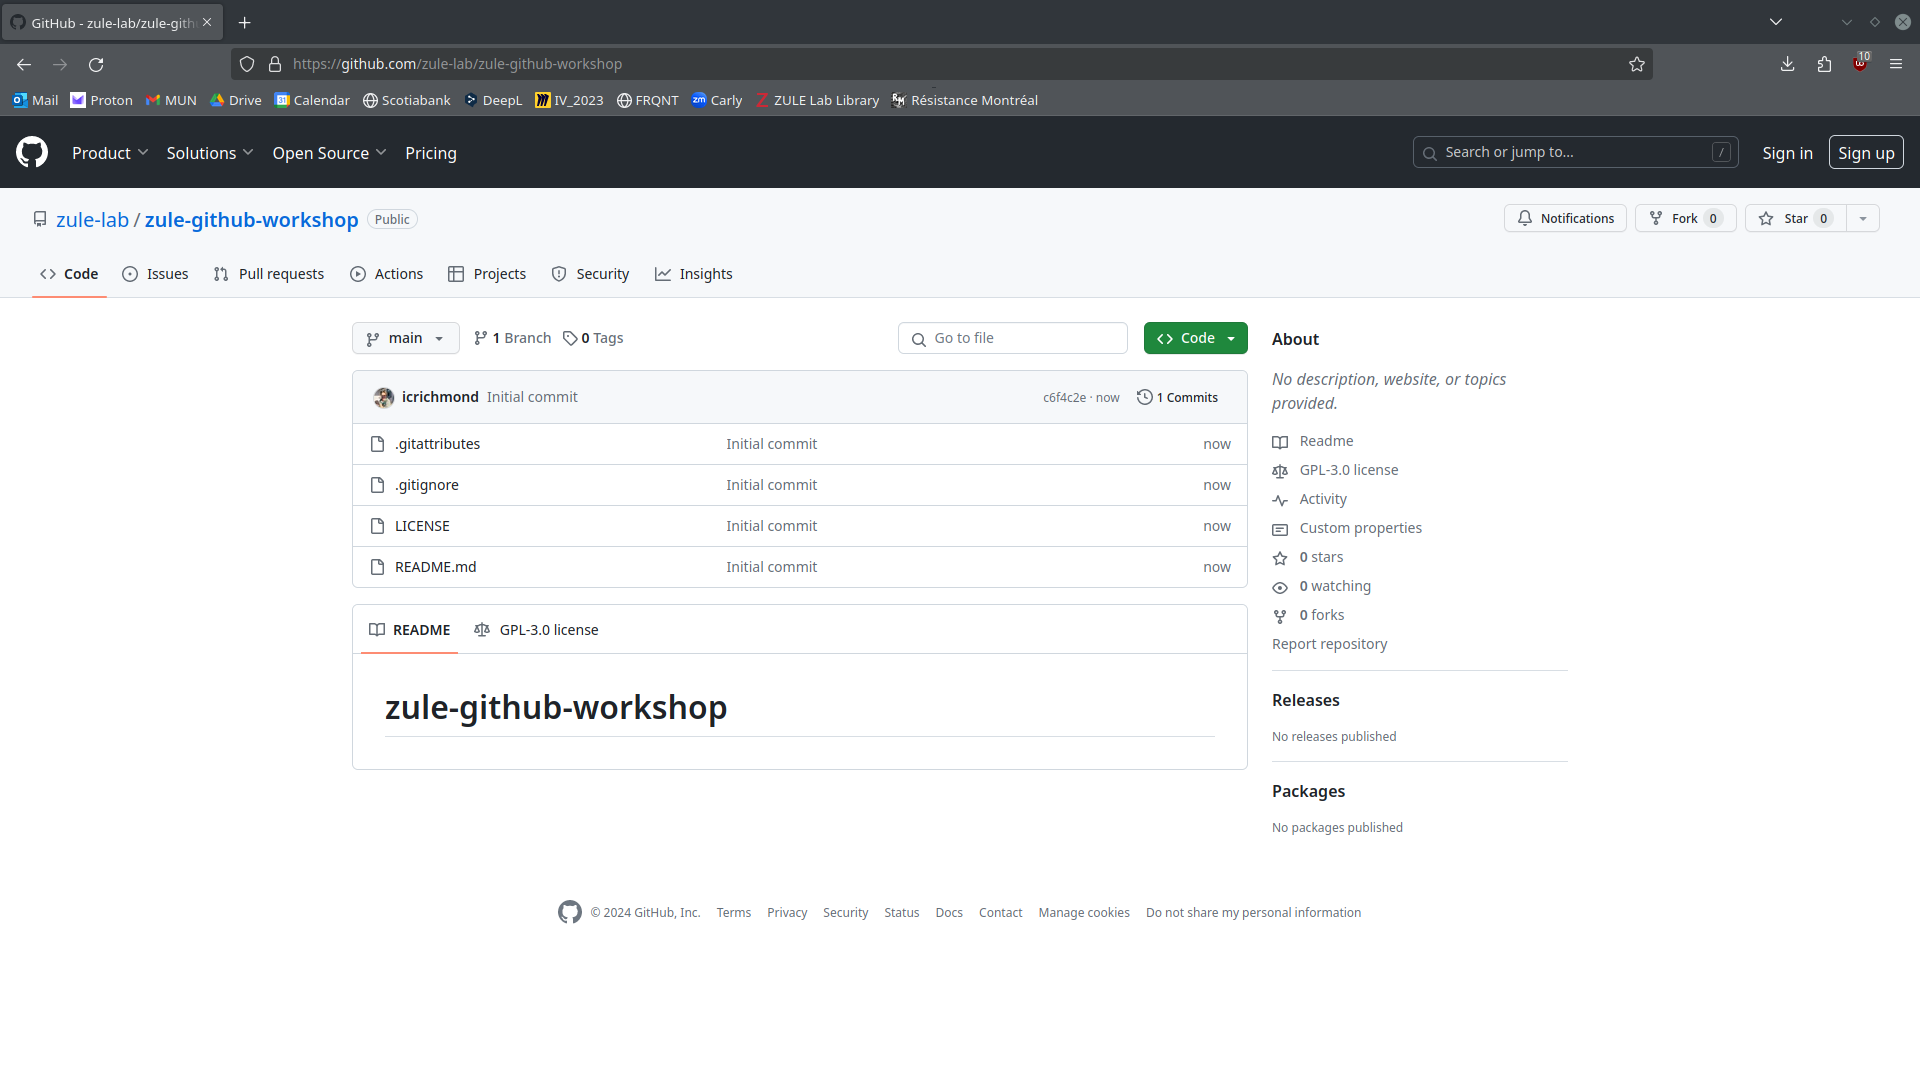 GitHub - zule-lab/zule-gith
https://github.com/zule-lab/zule-github-workshop
10
Mail Proton MUN Drive Calendar Scotiabank DeepL IV_2023 FRQNT Carly ZULE Lab Library Résistance Montréal
Product Solutions Open Source Pricing Search or jump to... / Sign in Sign up
zule-lab / zule-github-workshop Public Notifications Fork 0 Star 0
Code Issues Pull requests Actions Projects Security Insights
main 1 Branch 0 Tags Go to file Code
icrichmond Initial commit c6f4c2e · now 1 Commits
.gitattributes Initial commit now
.gitignore Initial commit now
LICENSE Initial commit now
README.md Initial commit now
README GPL-3.0 license
zule-github-workshop
About
No description, website, or topics
provided.
Readme
GPL-3.0 license
Activity
Custom properties
0 stars
0 watching
0 forks
Report repository
Releases
No releases published
Packages
No packages published
© 2024 GitHub, Inc. Terms Privacy Security Status Docs Contact Manage cookies Do not share my personal information